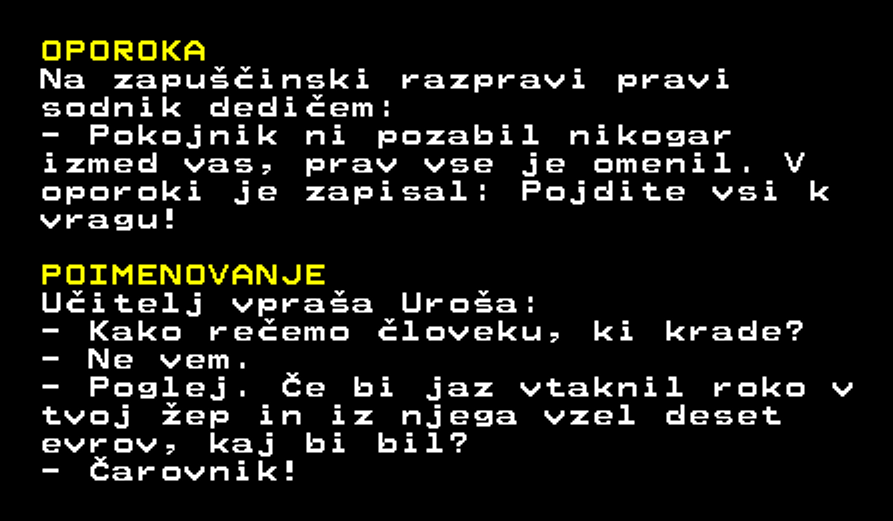 OPOROKA
Na zapuščinski razpravi pravi
sodnik dedičem:
- Pokojnik ni pozabil nikogar
izmed vas, prav vse je omenil. V
oporoki je zapisal: Pojdite vsi k
vragu!
POIMENOVANJE
Učitelj vpraša Uroša:
- Kako rečemo človeku, ki krade?
- Ne vem.
- Poglej. Če bi jaz vtaknil roko v
tvoj žep in iz njega vzel deset
evrov, kaj bi bil?
- Čarovnik!